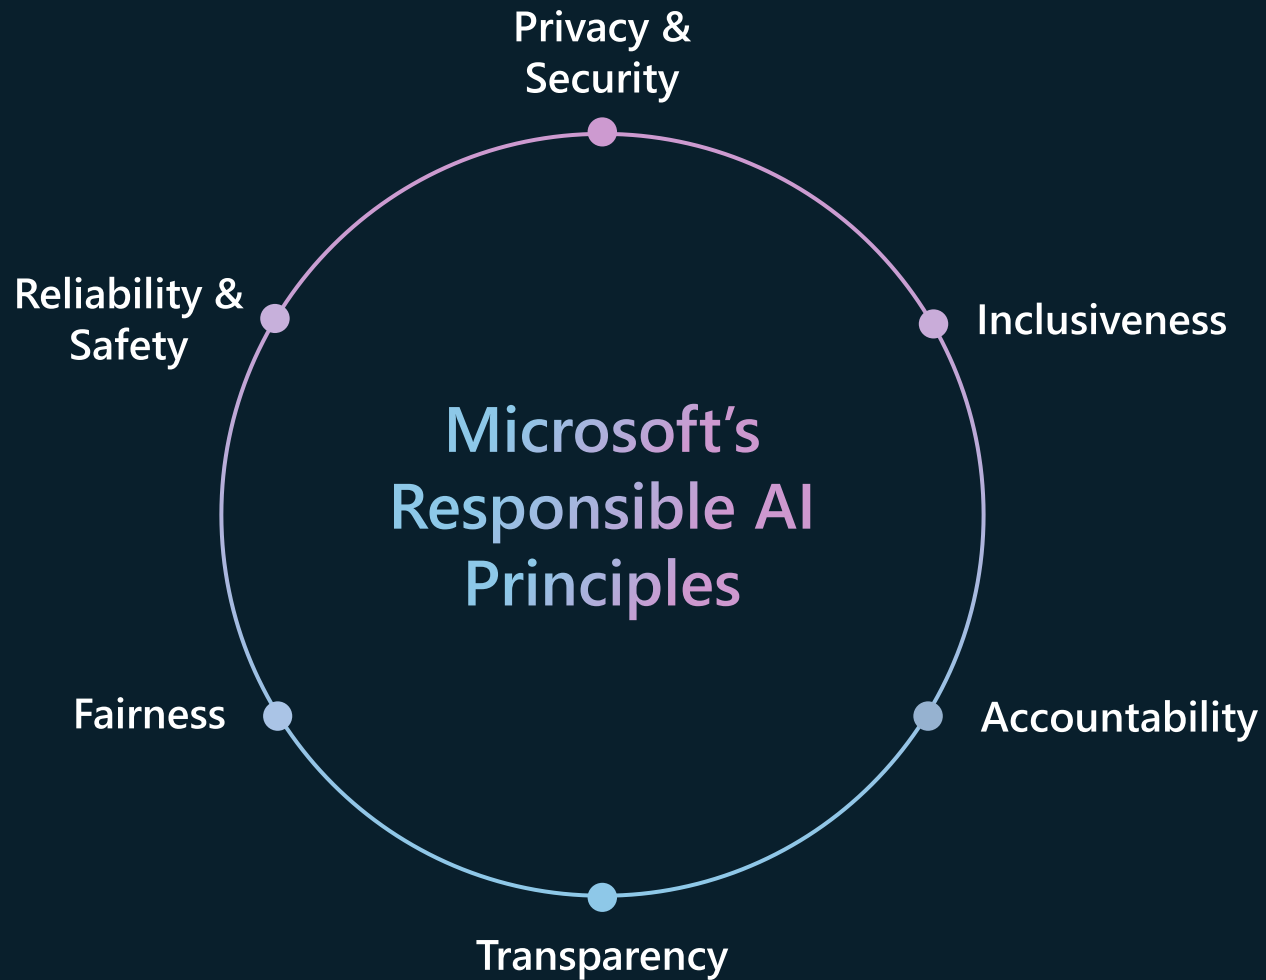 Privacy &
Security
Reliability &
Safety
Inclusiveness
Microsoft’s
Responsible AI
Principles
Fairness
Accountability
Transparency